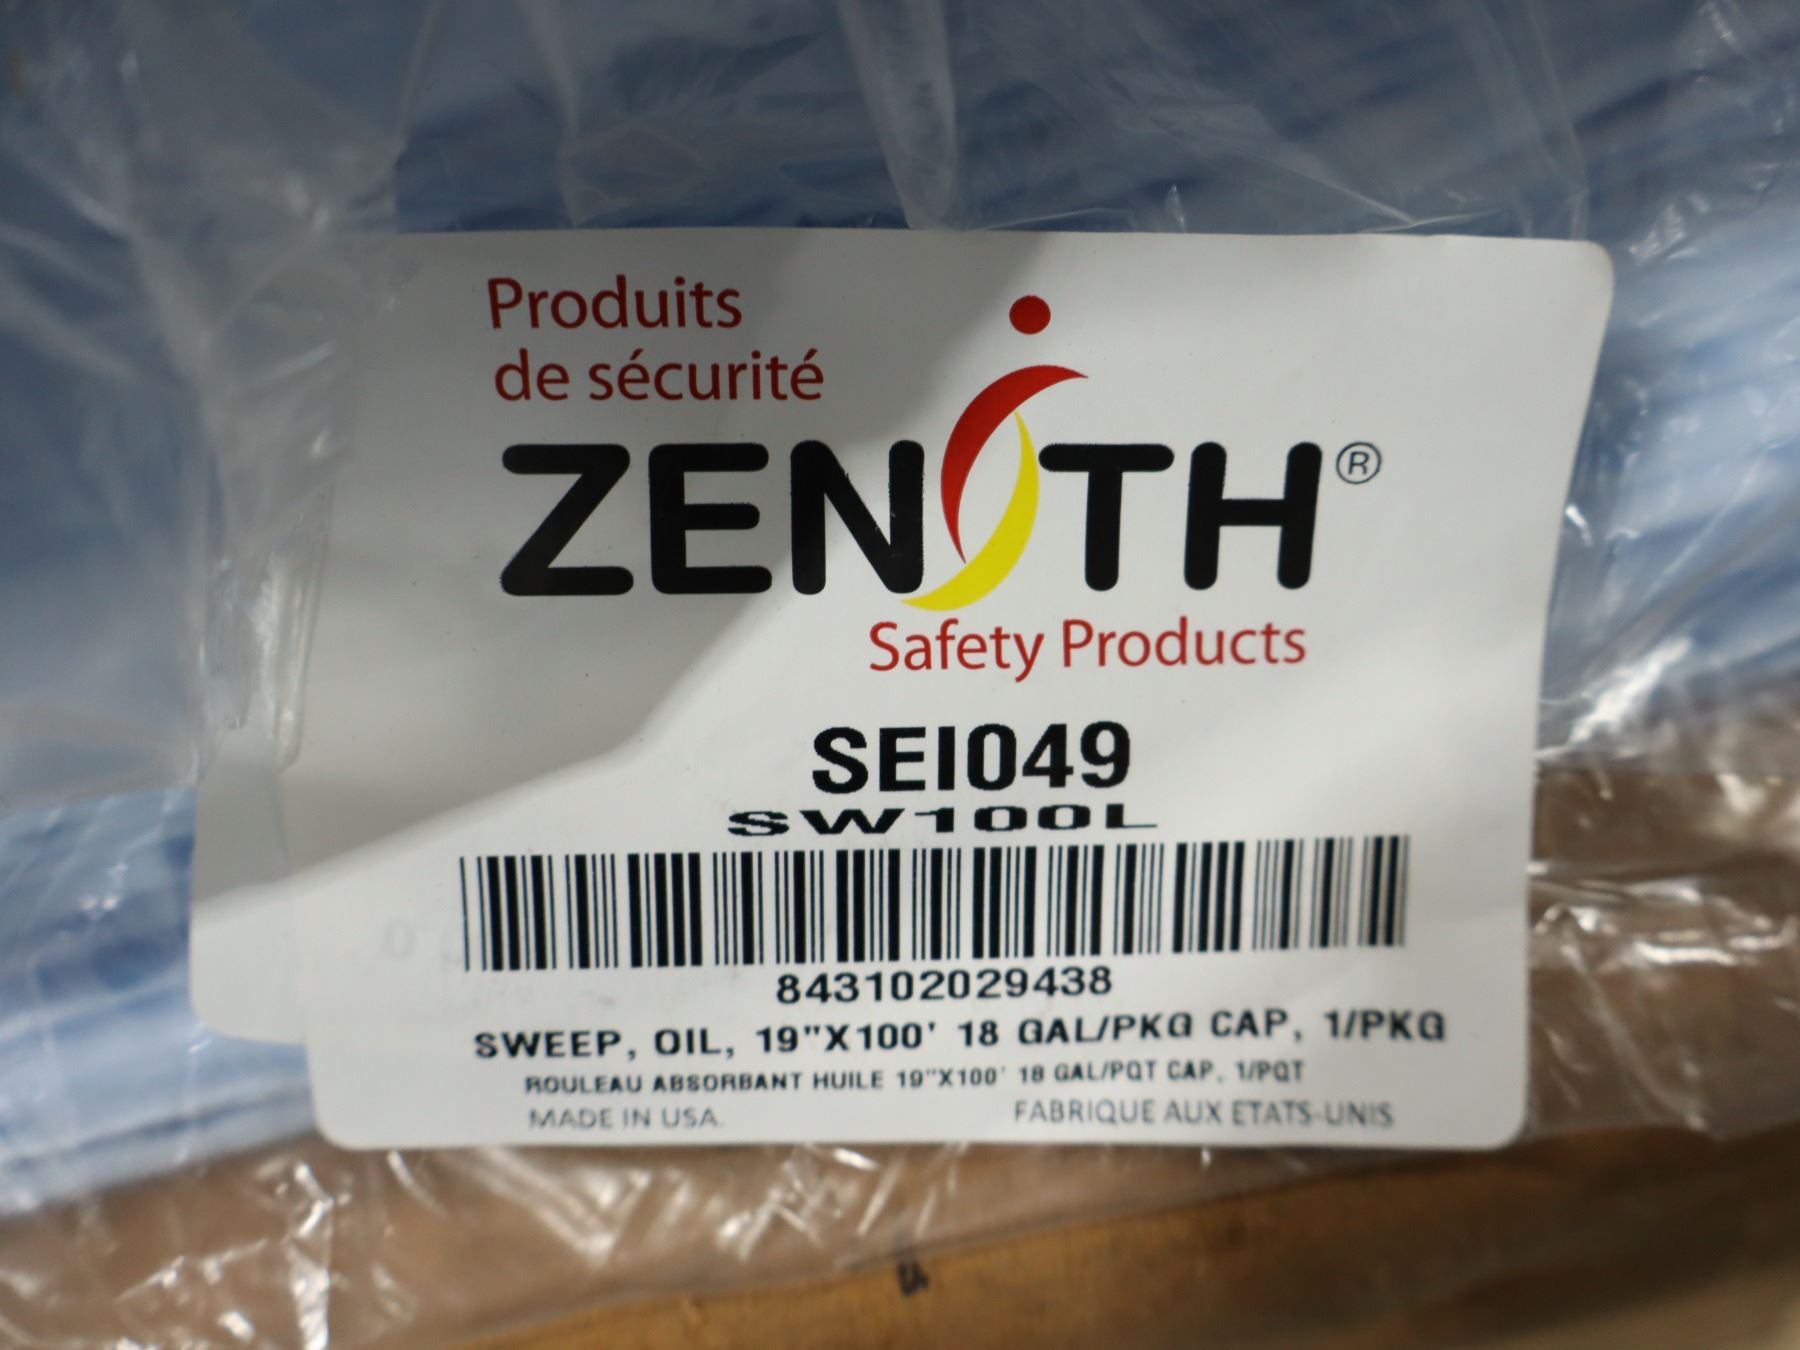 Produits
de sécurité
ZENITH®
Safety Products
SEI049
SW100L
843102029438
SWEEP, OIL, 19"X100' 18 GAL/PKG CAP, 1/PKG
ROULEAU ABSORBANT HUILE 19"X100' 18 GAL/PQT CAP, 1/PQT
MADE IN USA. FABRIQUE AUX ETATS-UNIS